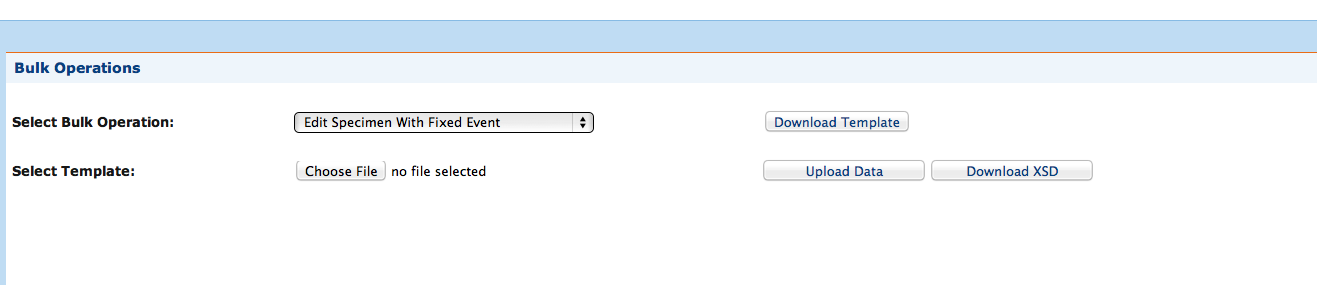 Bulk Operations
Select Bulk Operation: Edit Specimen With Fixed Event Download Template
Select Template: Choose File no file selected Upload Data Download XSD